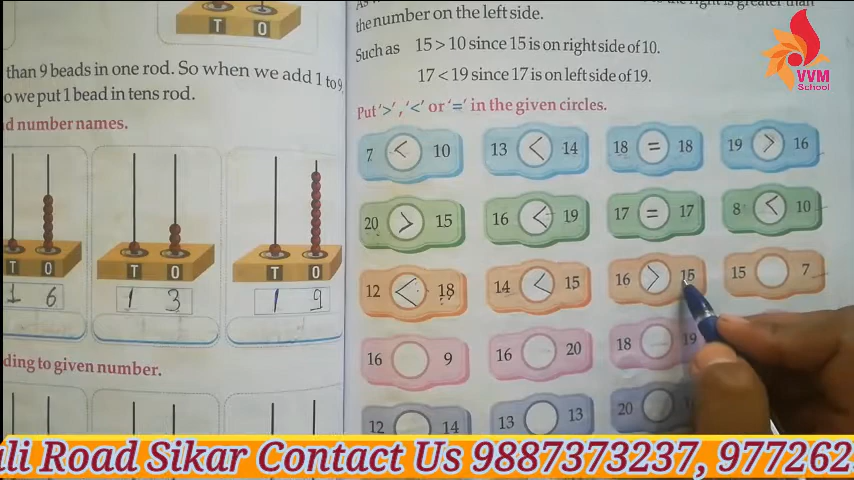 T O
than 9 beads in one rod. So when we add 1 to 9,
o we put 1 bead in tens rod.
d number names.
T O T O T O
1 6 1 3 1 9
ding to given number.
the number on the left side.
Such as 15 > 10 since 15 is on right side of 10.
17 < 19 since 17 is on left side of 19.
Put '>', '<' or '=' in the given circles.
7 < 10 13 < 14 18 = 18 19 > 16
20 > 15 16 < 19 17 = 17 8 < 10
12 < 18 14 < 15 16 > 15 15 7
16 9 16 20 18 19
12 14 13 13 20
VVM
School
ali Road Sikar Contact Us 9887373237, 977262